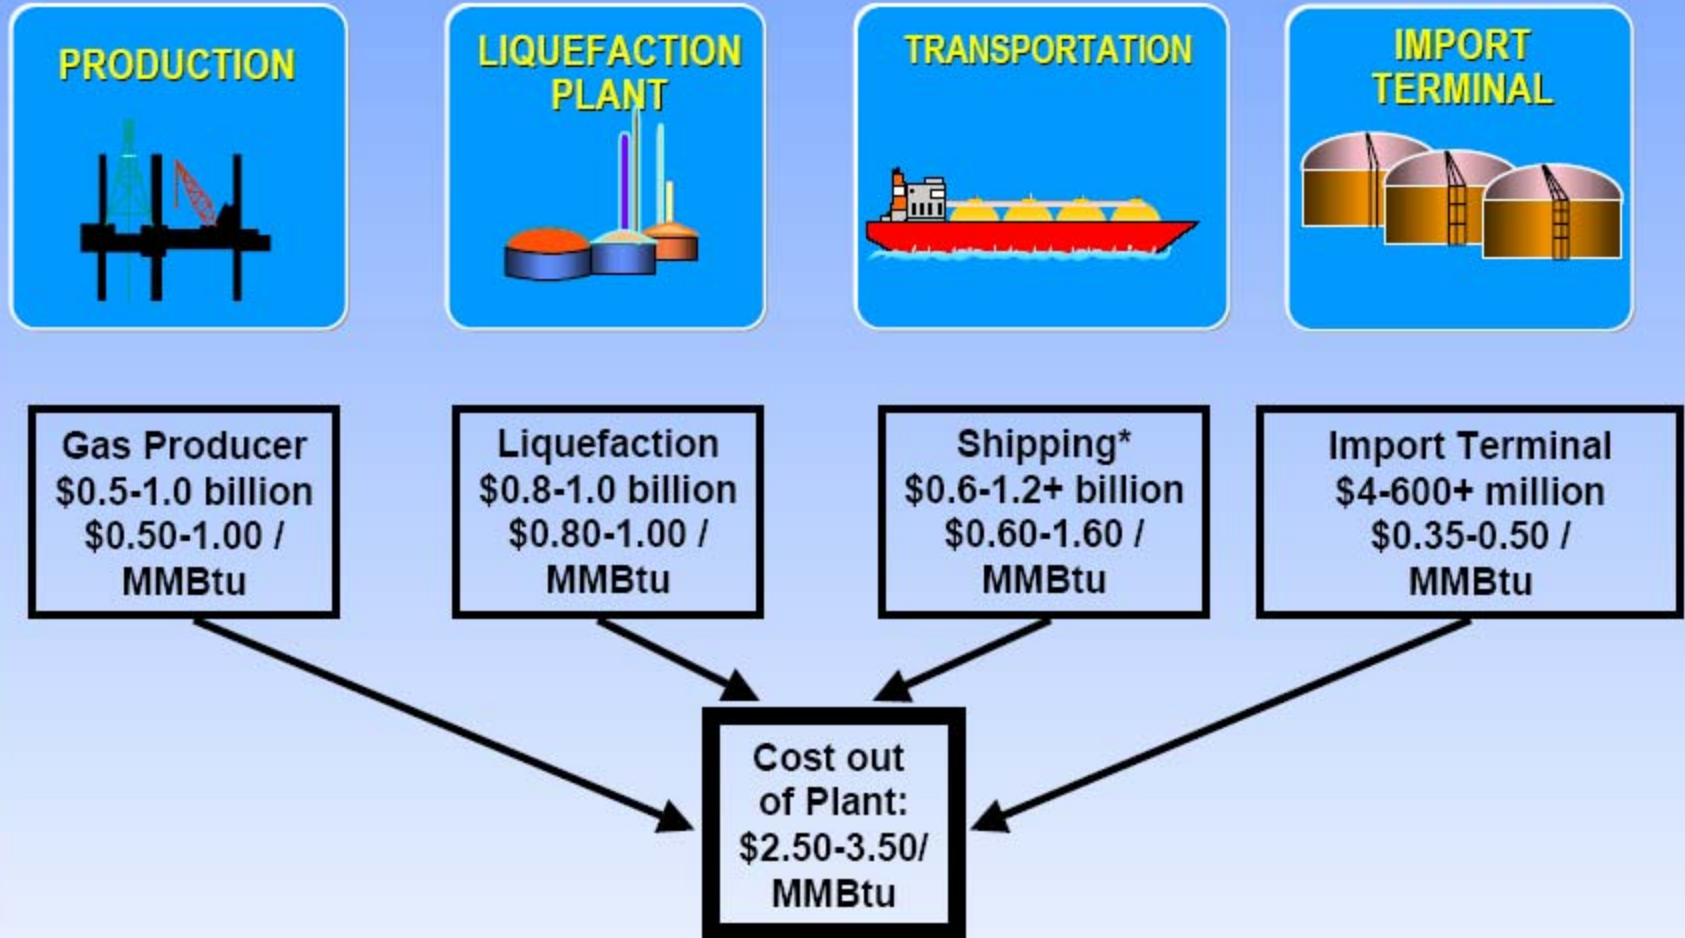 PRODUCTION
LIQUEFACTION
PLANT
TRANSPORTATION
IMPORT
TERMINAL
Gas Producer
$0.5-1.0 billion
$0.50-1.00 /
MMBtu
Liquefaction
$0.8-1.0 billion
$0.80-1.00 /
MMBtu
Shipping*
$0.6-1.2+ billion
$0.60-1.60 /
MMBtu
Import Terminal
$4-600+ million
$0.35-0.50 /
MMBtu
Cost out
of Plant:
$2.50-3.50/
MMBtu